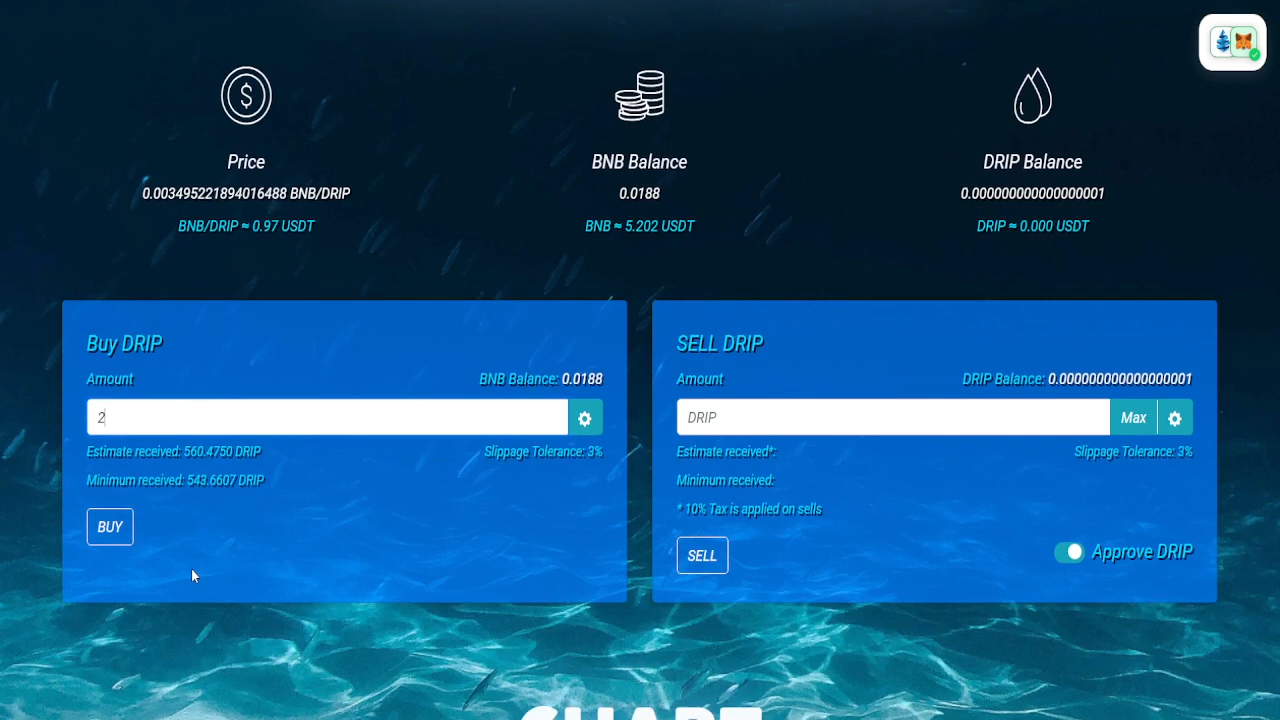 Price
0.003495221894016488 BNB/DRIP
BNB/DRIP ≈ 0.97 USDT
BNB Balance
0.0188
BNB ≈ 5.202 USDT
DRIP Balance
0.000000000000000001
DRIP ≈ 0.000 USDT
Buy DRIP
Amount
BNB Balance: 0.0188
2
Estimate received: 560.4750 DRIP
Slippage Tolerance: 3%
Minimum received: 543.6607 DRIP
BUY
SELL DRIP
Amount
DRIP Balance: 0.000000000000000001
DRIP
Max
Estimate received*:
Slippage Tolerance: 3%
Minimum received:
* 10% Tax is applied on sells
SELL
Approve DRIP
CHART